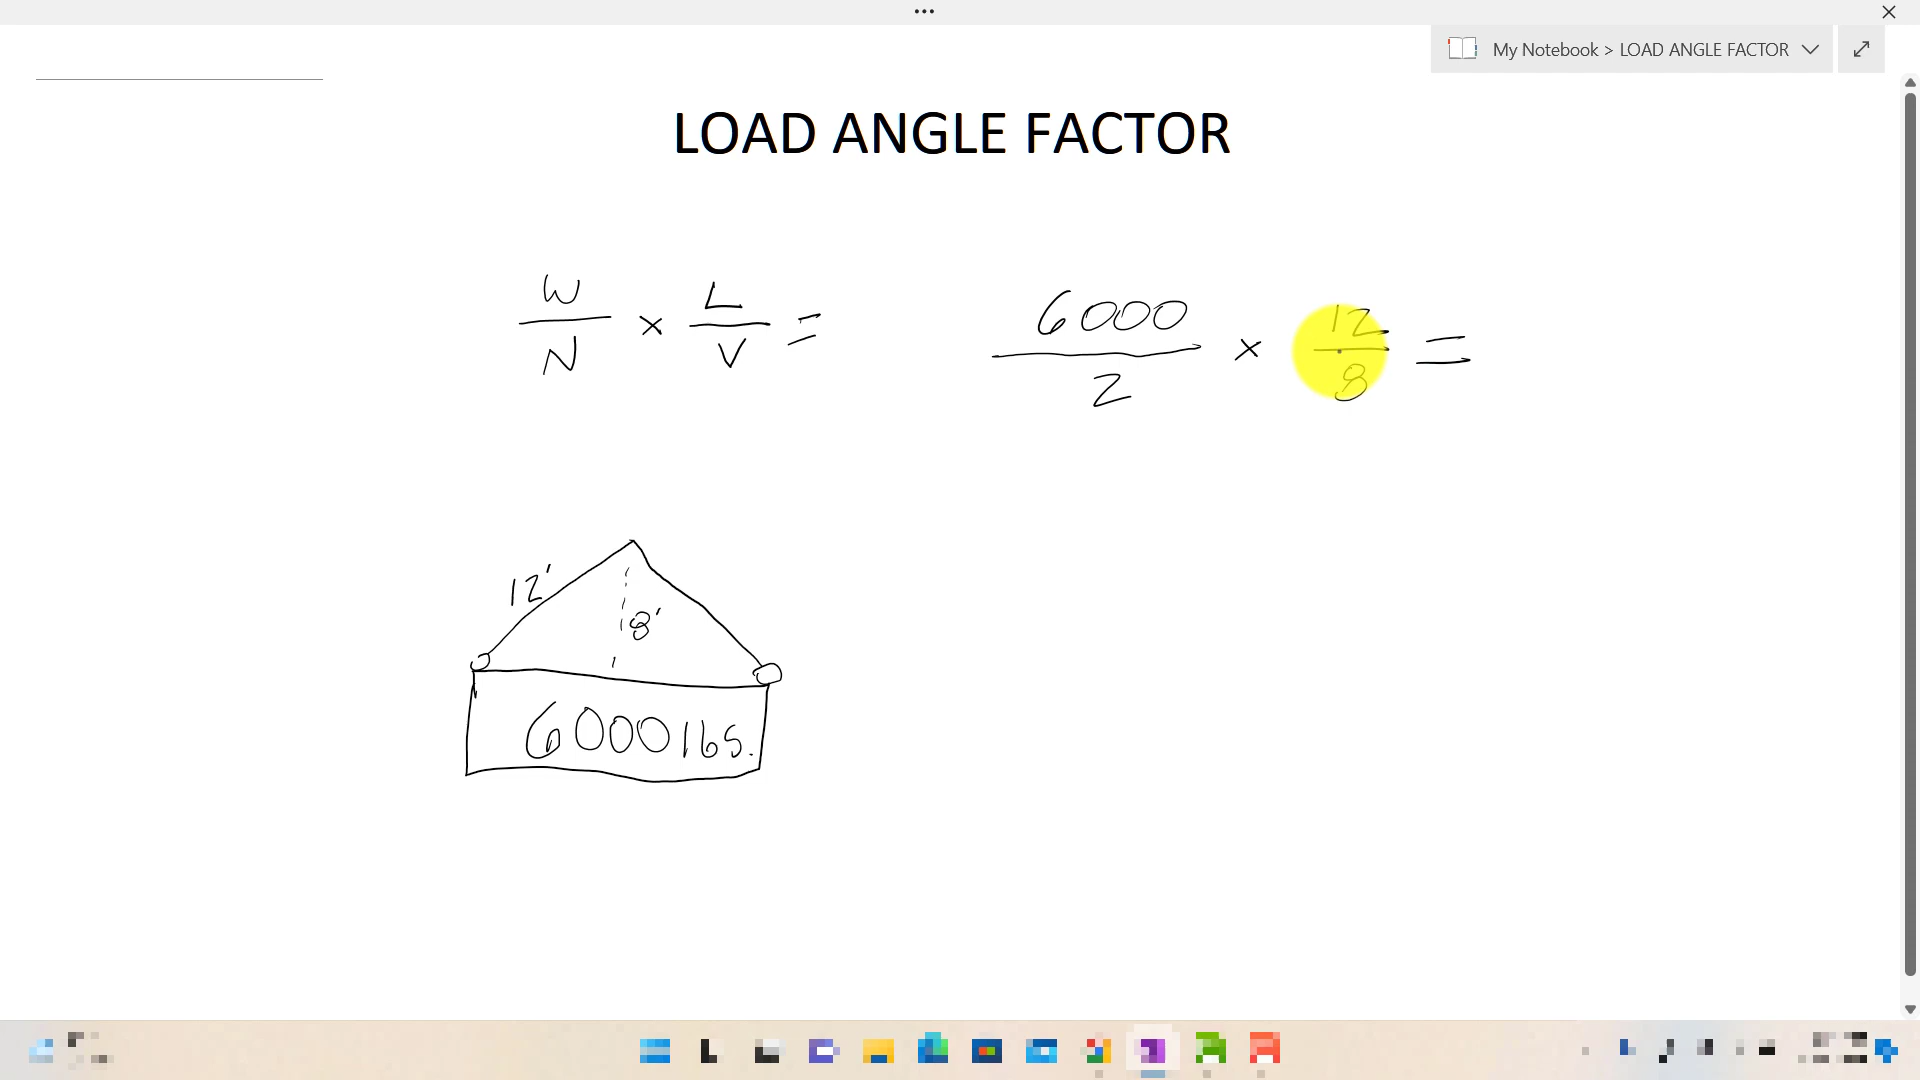 My Notebook > LOAD ANGLE FACTOR
LOAD ANGLE FACTOR
W/N × L/V =
6000/2 × 12/8 =
12'
8'
6000 lbs.